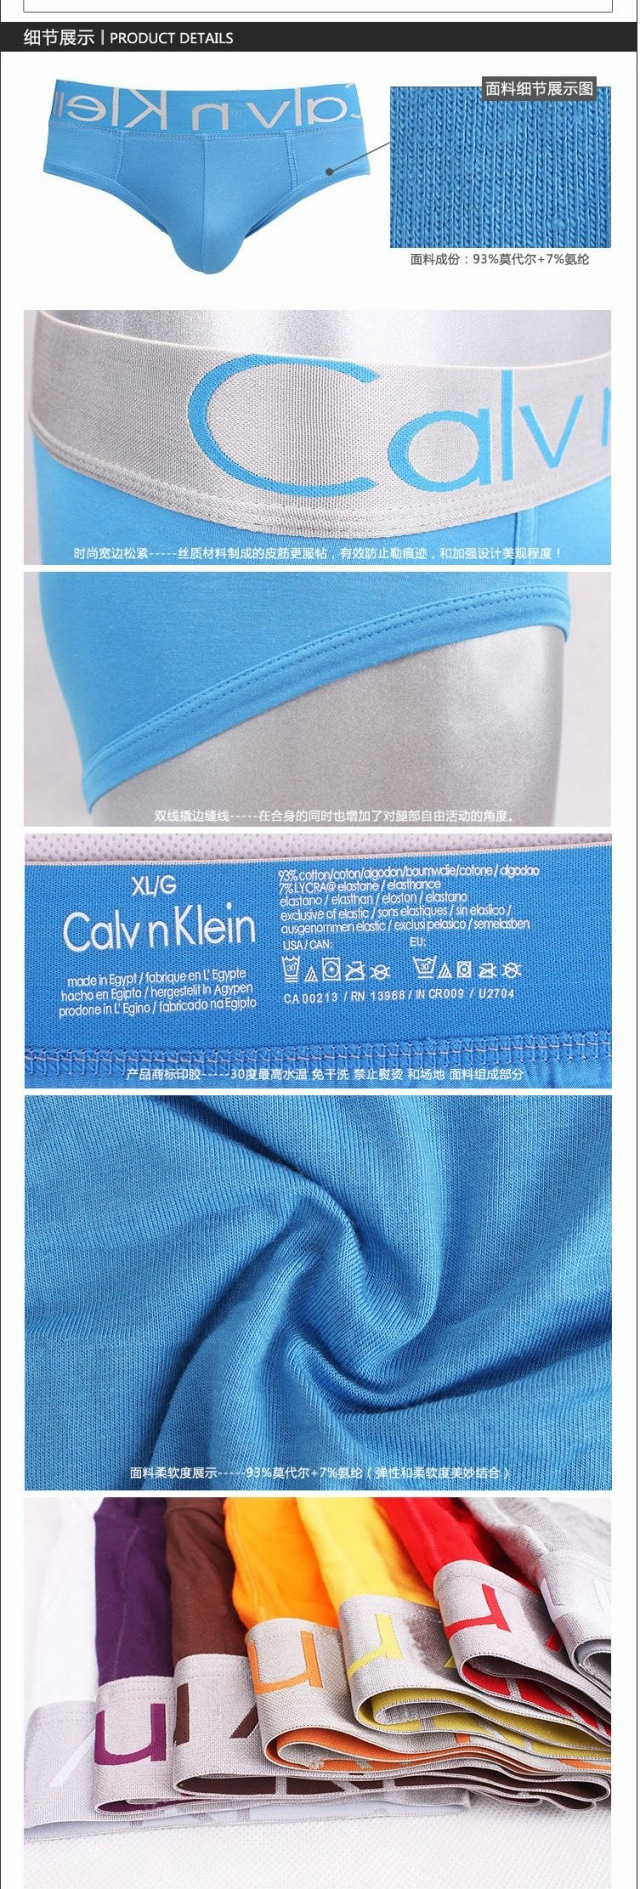 细节展示 | PRODUCT DETAILS
面料细节展示图
alv n Klei
面料成份：93%莫代尔+7%氨纶
Calv
时尚宽边松紧-----丝质材料制成的皮筋更服帖，有效防止勒痕迹，和加强设计美观程度！
双线撬边缝线-----在合身的同时也增加了对腿部自由活动的角度。
XL/G
Calv n Klein
made in Egypt / fabrique en L' Egypte
hacho en Egipto / hergestellt In Agypen
prodone in L' Egino / fabricado na Egipto
93% cotton/coton/algodon/baumwclie/cotone / algodao
7% LYCRA@ elastane / elasthance
elastano / elasthan / eloston / elastano
exclusive of elastic / sons elastiques / sin elasiico /
ausgenommen elastic / exclusi pelasico / semelasben
USA/CAN:
EU:
30
30
CA 00213 / RN 13968 / IN CR009 / U2704
产品商标印胶-----30度最高水温 免干洗 禁止熨烫 和场地 面料组成部分
面料柔软度展示-----93%莫代尔+7%氨纶（弹性和柔软度美妙结合）